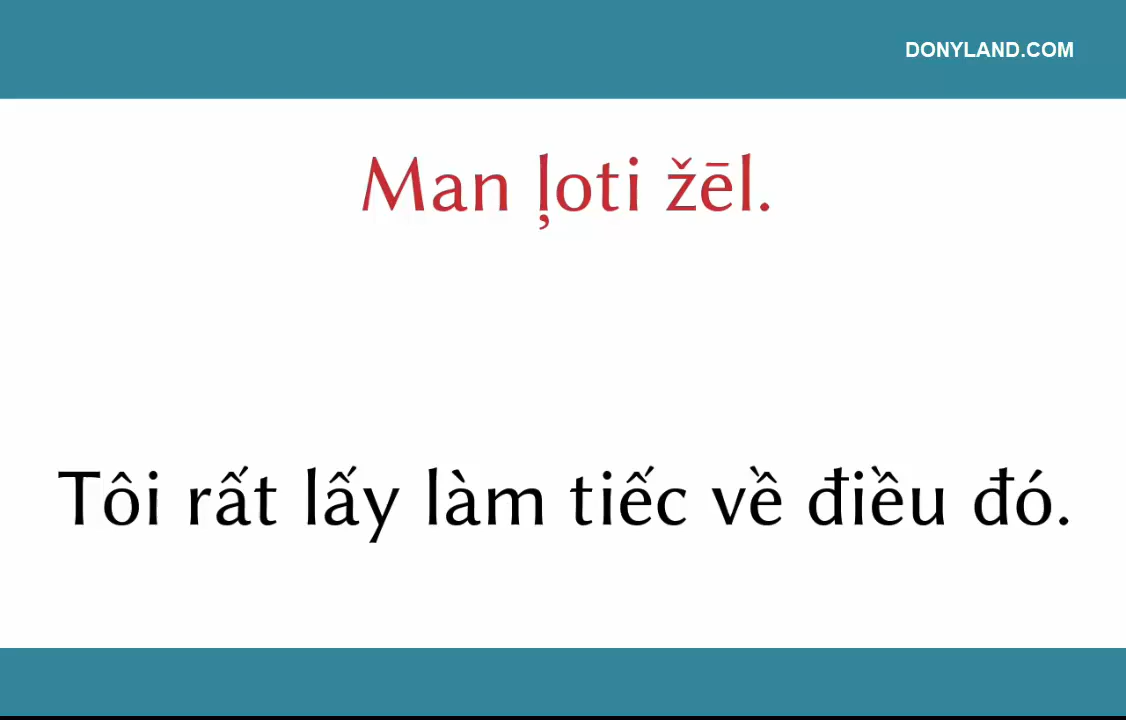 DONYLAND.COM
Man ļoti žēl.
Tôi rất lấy làm tiếc về điều đó.